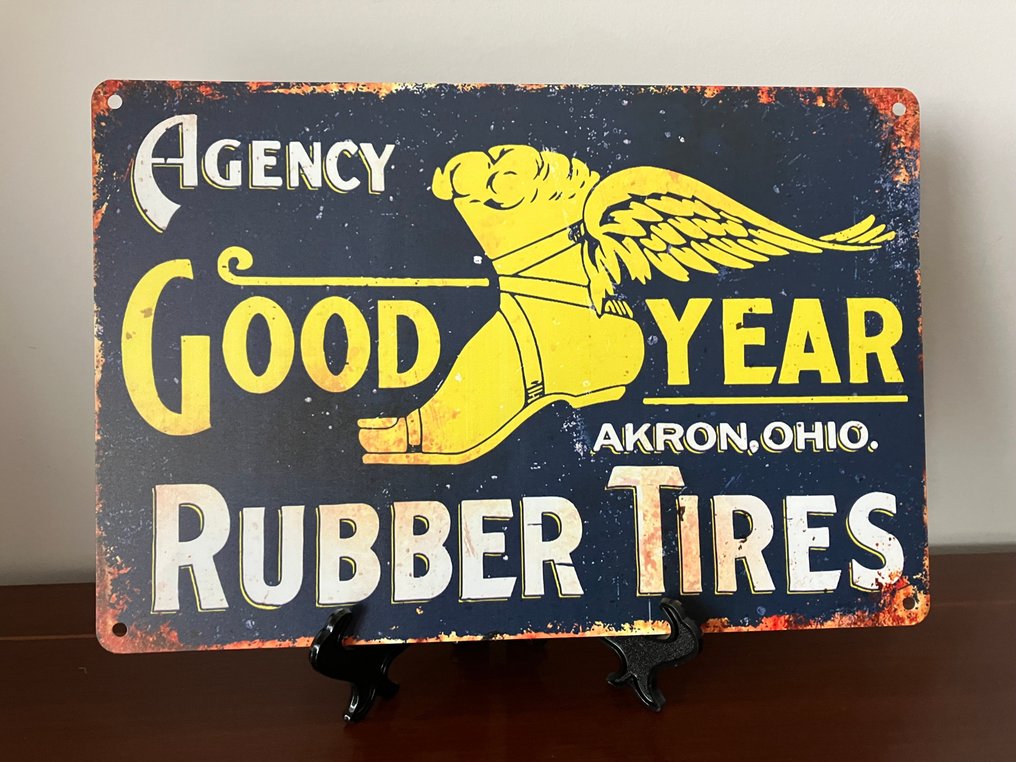 AGENCY
GOOD YEAR
AKRON, OHIO.
RUBBER TIRES